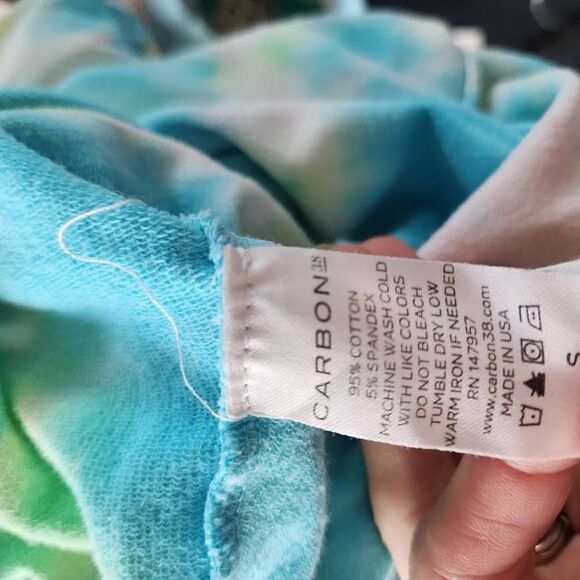 CARBON38
95% COTTON
5% SPANDEX
MACHINE WASH COLD
WITH LIKE COLORS
DO NOT BLEACH
TUMBLE DRY LOW
WARM IRON IF NEEDED
RN 147957
www.carbon38.com
MADE IN USA
S